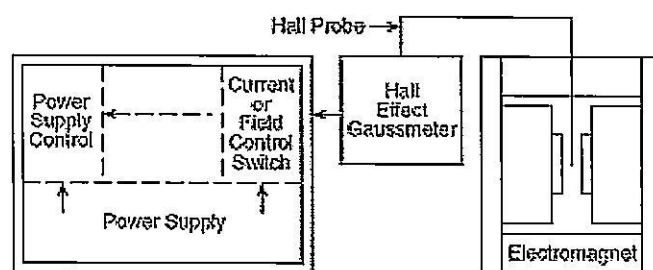 Hall Probe
Power
Supply
Control
Current
or
Field
Control
Switch
Hall
Effect
Gaussmeter
Power Supply
Electromagnet